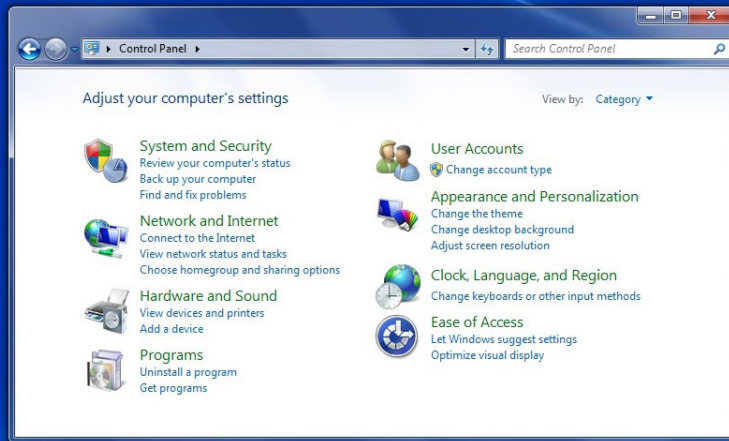 Control Panel
Search Control Panel
Adjust your computer's settings
View by: Category
System and Security
Review your computer's status
Back up your computer
Find and fix problems
Network and Internet
Connect to the Internet
View network status and tasks
Choose homegroup and sharing options
Hardware and Sound
View devices and printers
Add a device
Programs
Uninstall a program
Get programs
User Accounts
Change account type
Appearance and Personalization
Change the theme
Change desktop background
Adjust screen resolution
Clock, Language, and Region
Change keyboards or other input methods
Ease of Access
Let Windows suggest settings
Optimize visual display